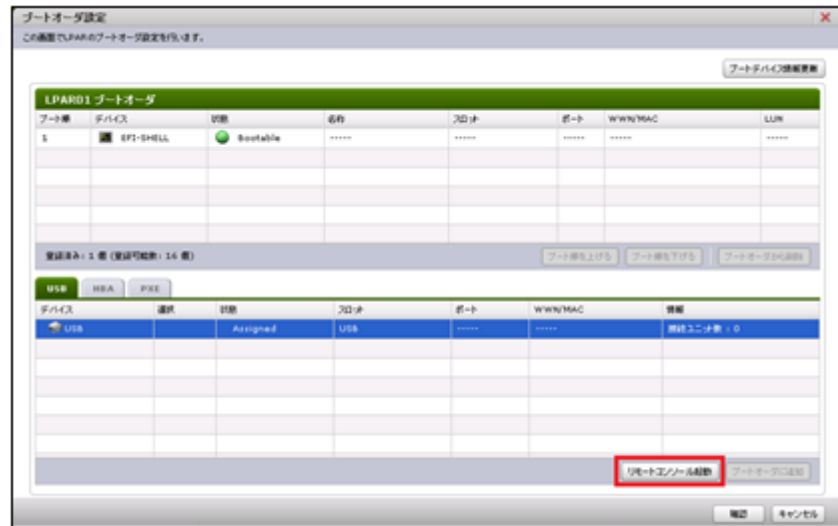 ブートオーダ設定
この画面でLPARのブートオーダ設定を行います。
ブートデバイス情報更新
LPAR01 ブートオーダ
ブート順 デバイス 状態 名称 スロット ポート WWN/MAC LUN
1 EFI-SHELL Bootable ----- ----- ----- ----- -----
登録済み: 1 個 (登録可能数: 16 個)
ブート順を上げる ブート順を下げる ブートオーダから削除
USB HBA PXE
デバイス 選択 状態 スロット ポート WWN/MAC 情報
USB Assigned USB ----- ----- 接続ユニット数 : 0
リモートコンソール起動 ブートオーダに追加
確認 キャンセル